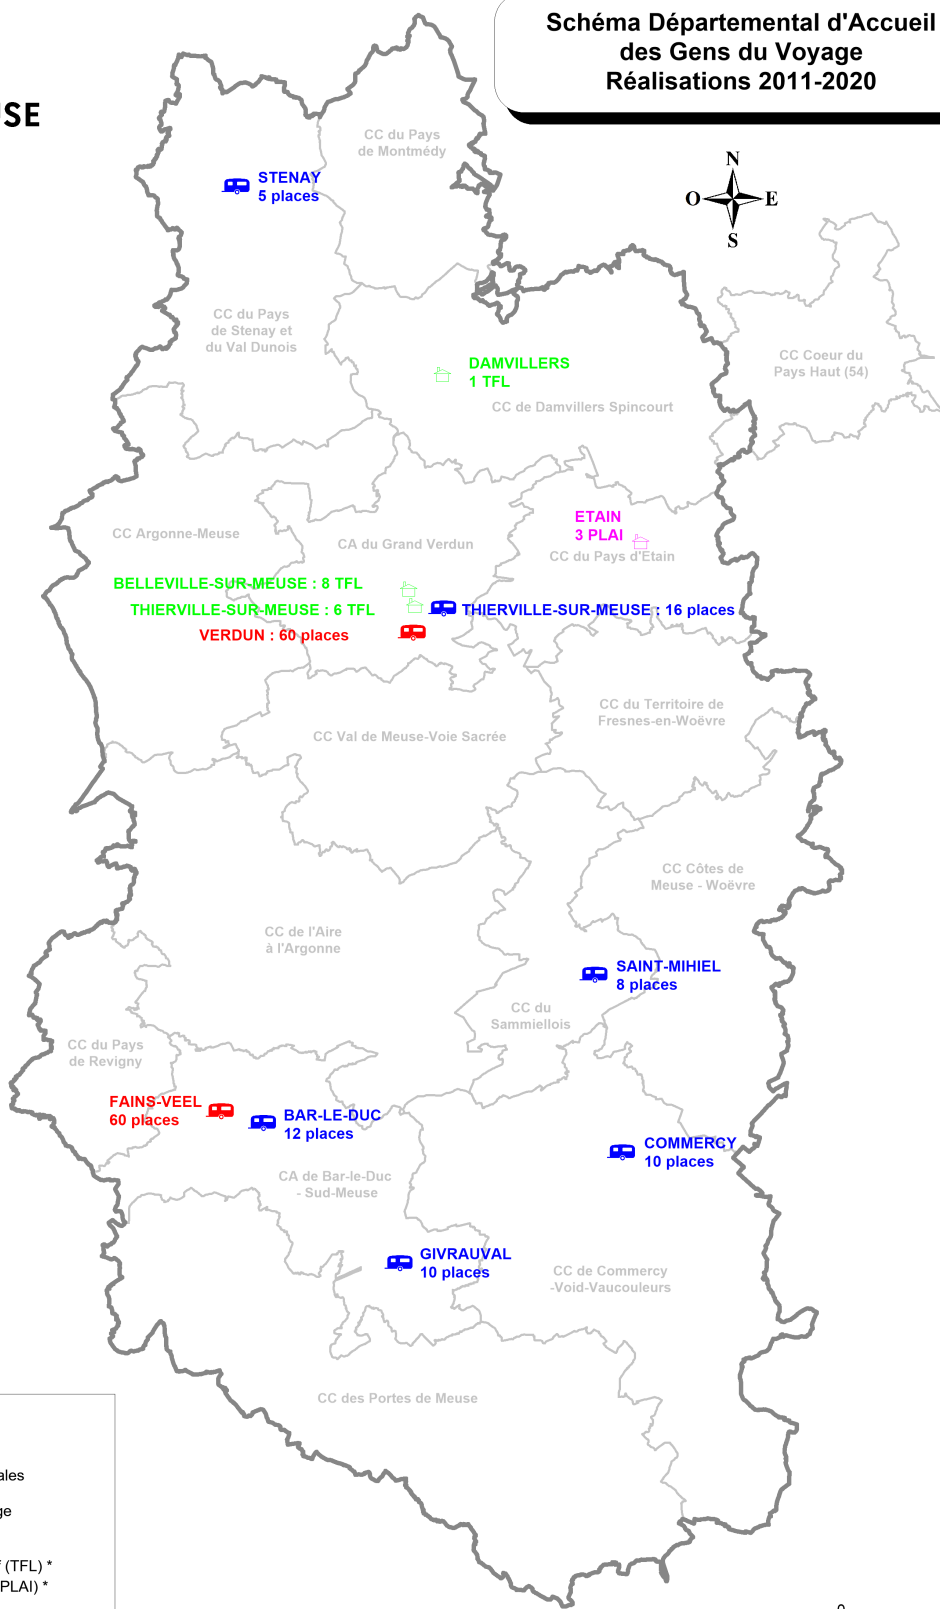 Schéma Départemental d'Accueil
des Gens du Voyage
Réalisations 2011-2020
CC du Pays
de Montmédy
N
O E
S
STENAY
5 places
CC du Pays
de Stenay et
du Val Dunois
CC Coeur du
Pays Haut (54)
DAMVILLERS
1 TFL
CC de Damvillers Spincourt
ETAIN
3 PLAI
CC du Pays d'Etain
CC Argonne-Meuse
CA du Grand Verdun
BELLEVILLE-SUR-MEUSE : 8 TFL
THIERVILLE-SUR-MEUSE : 6 TFL
THIERVILLE-SUR-MEUSE : 16 places
VERDUN : 60 places
CC du Territoire de
Fresnes-en-Woëvre
CC Val de Meuse-Voie Sacrée
CC Côtes de
Meuse - Woëvre
CC de l'Aire
à l'Argonne
SAINT-MIHIEL
8 places
CC du
Sammiellois
CC du Pays
de Revigny
FAINS-VEEL
60 places
BAR-LE-DUC
12 places
COMMERCY
10 places
CA de Bar-le-Duc
- Sud-Meuse
GIVRAUVAL
10 places
CC de Commercy
-Void-Vaucouleurs
CC des Portes de Meuse
(TFL) *
PLAI) *